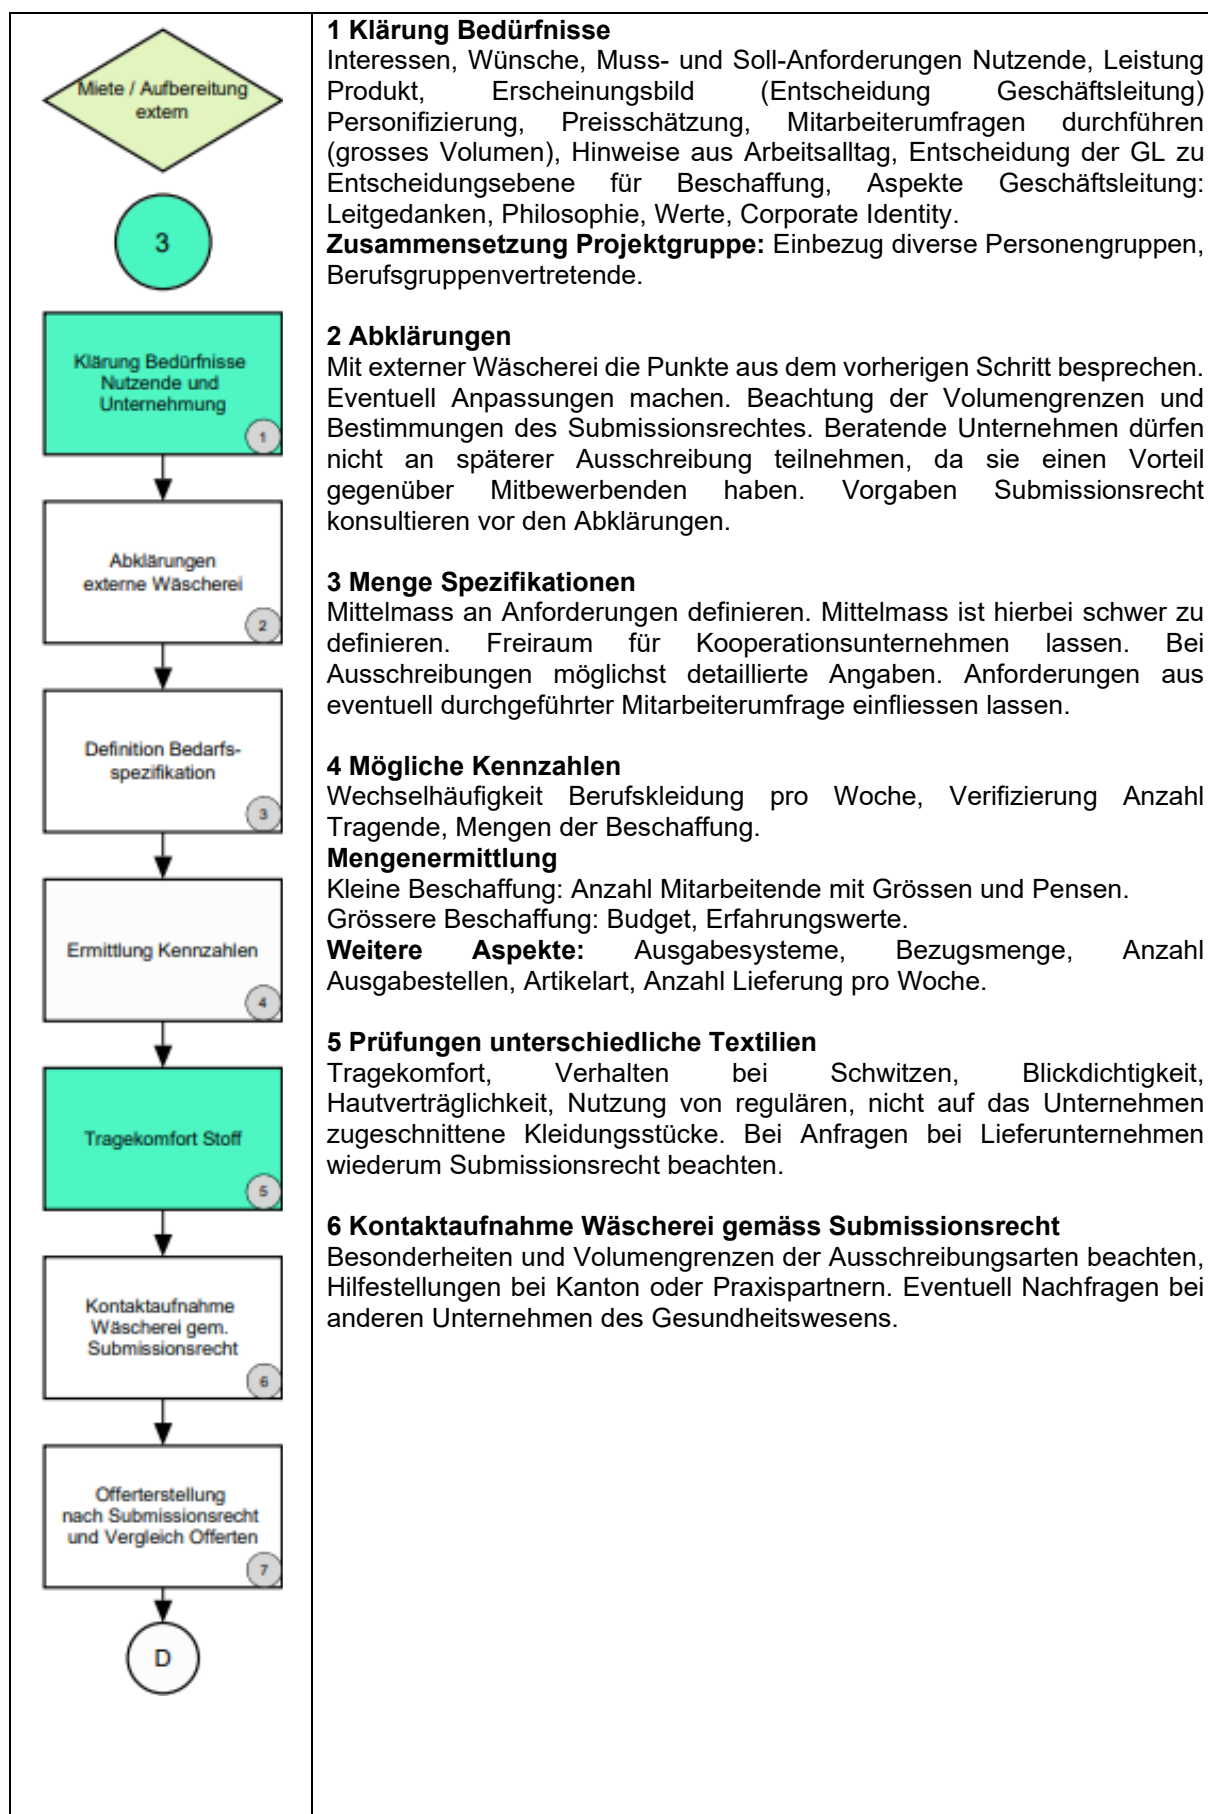 Miete / Aufbereitung
extern
3
Klärung Bedürfnisse
Nutzende und
Unternehmung
1
Abklärungen
externe Wäscherei
2
Definition Bedarfs-
spezifikation
3
Ermittlung Kennzahlen
4
Tragekomfort Stoff
5
Kontaktaufnahme
Wäscherei gem.
Submissionsrecht
6
Offerterstellung
nach Submissionsrecht
und Vergleich Offerten
7
D
1 Klärung Bedürfnisse
Interessen, Wünsche, Muss- und Soll-Anforderungen Nutzende, Leistung
Produkt, Erscheinungsbild (Entscheidung Geschäftsleitung)
Personifizierung, Preisschätzung, Mitarbeiterumfragen durchführen
(grosses Volumen), Hinweise aus Arbeitsalltag, Entscheidung der GL zu
Entscheidungsebene für Beschaffung, Aspekte Geschäftsleitung:
Leitgedanken, Philosophie, Werte, Corporate Identity.
Zusammensetzung Projektgruppe: Einbezug diverse Personengruppen,
Berufsgruppenvertretende.
2 Abklärungen
Mit externer Wäscherei die Punkte aus dem vorherigen Schritt besprechen.
Eventuell Anpassungen machen. Beachtung der Volumengrenzen und
Bestimmungen des Submissionsrechtes. Beratende Unternehmen dürfen
nicht an späterer Ausschreibung teilnehmen, da sie einen Vorteil
gegenüber Mitbewerbenden haben. Vorgaben Submissionsrecht
konsultieren vor den Abklärungen.
3 Menge Spezifikationen
Mittelmass an Anforderungen definieren. Mittelmass ist hierbei schwer zu
definieren. Freiraum für Kooperationsunternehmen lassen. Bei
Ausschreibungen möglichst detaillierte Angaben. Anforderungen aus
eventuell durchgeführter Mitarbeiterumfrage einfliessen lassen.
4 Mögliche Kennzahlen
Wechselhäufigkeit Berufskleidung pro Woche, Verifizierung Anzahl
Tragende, Mengen der Beschaffung.
Mengenermittlung
Kleine Beschaffung: Anzahl Mitarbeitende mit Grössen und Pensen.
Grössere Beschaffung: Budget, Erfahrungswerte.
Weitere Aspekte: Ausgabesysteme, Bezugsmenge, Anzahl
Ausgabestellen, Artikelart, Anzahl Lieferung pro Woche.
5 Prüfungen unterschiedliche Textilien
Tragekomfort, Verhalten bei Schwitzen, Blickdichtigkeit,
Hautverträglichkeit, Nutzung von regulären, nicht auf das Unternehmen
zugeschnittene Kleidungsstücke. Bei Anfragen bei Lieferunternehmen
wiederum Submissionsrecht beachten.
6 Kontaktaufnahme Wäscherei gemäss Submissionsrecht
Besonderheiten und Volumengrenzen der Ausschreibungsarten beachten,
Hilfestellungen bei Kanton oder Praxispartnern. Eventuell Nachfragen bei
anderen Unternehmen des Gesundheitswesens.